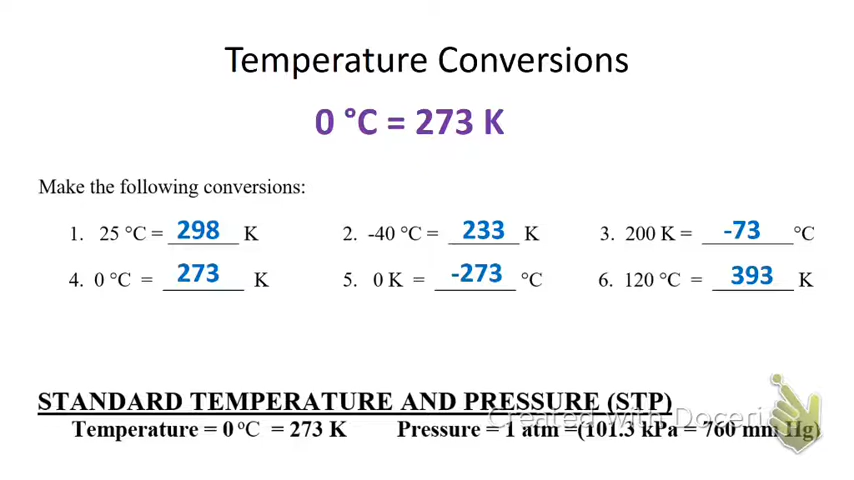 Temperature Conversions
0 °C = 273 K
Make the following conversions:
1. 25 °C = 298 K 2. -40 °C = 233 K 3. 200 K = -73 °C
4. 0 °C = 273 K 5. 0 K = -273 °C 6. 120 °C = 393 K
STANDARD TEMPERATURE AND PRESSURE (STP)
Created with Doceri
Temperature = 0 °C = 273 K Pressure = 1 atm =(101.3 kPa = 760 mm Hg)